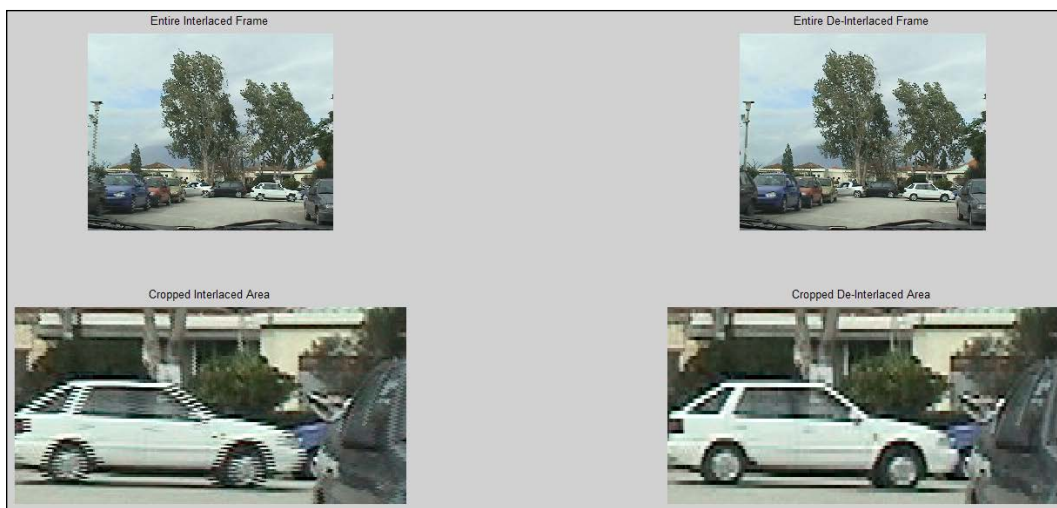 Entire Interlaced Frame
Entire De-Interlaced Frame
Cropped Interlaced Area
Cropped De-Interlaced Area